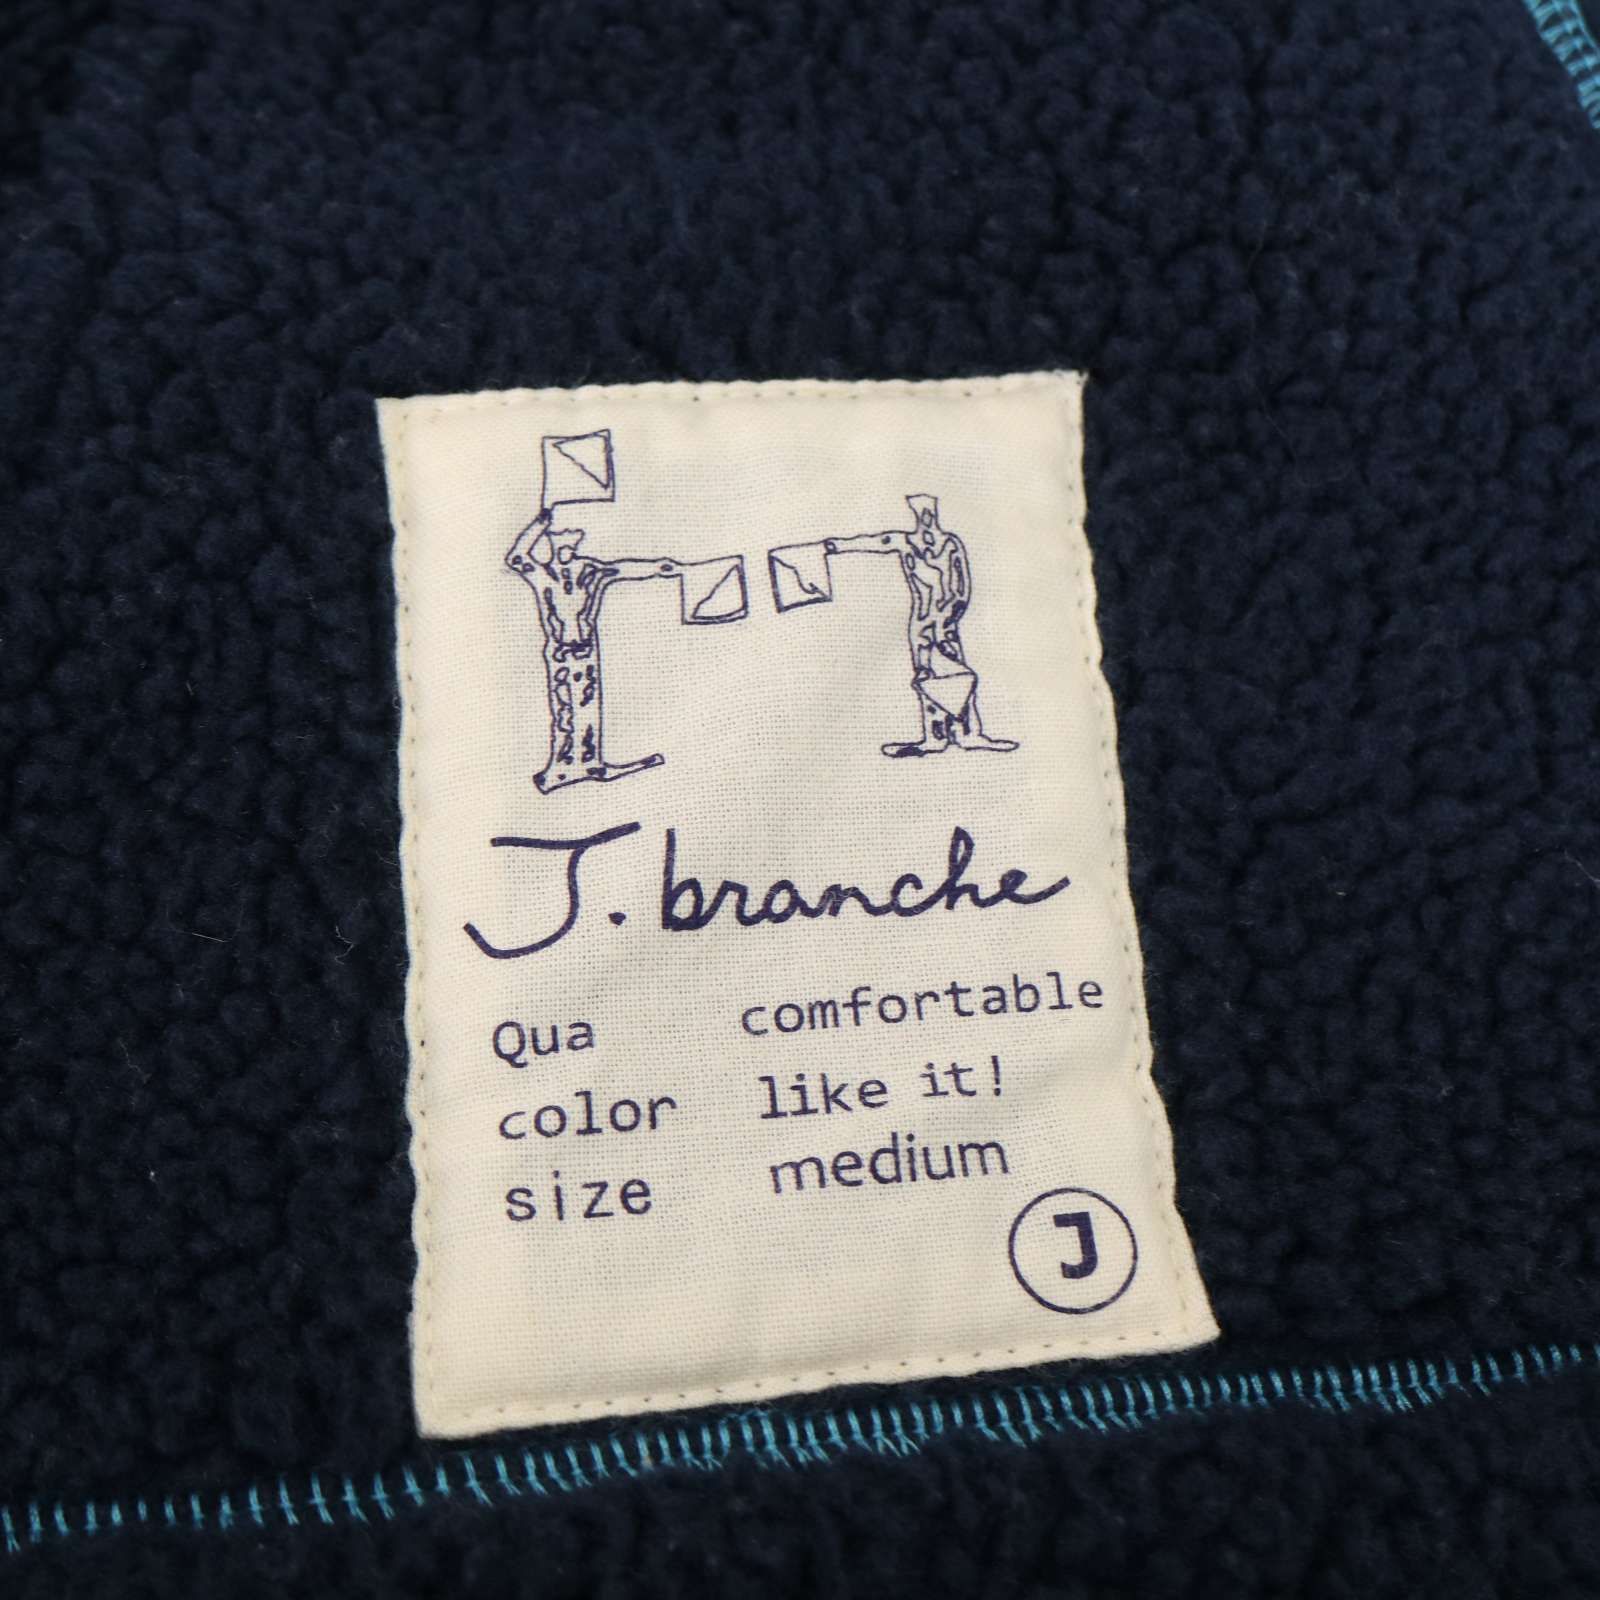 J. branche
Qua comfortable
color like it!
size medium
J